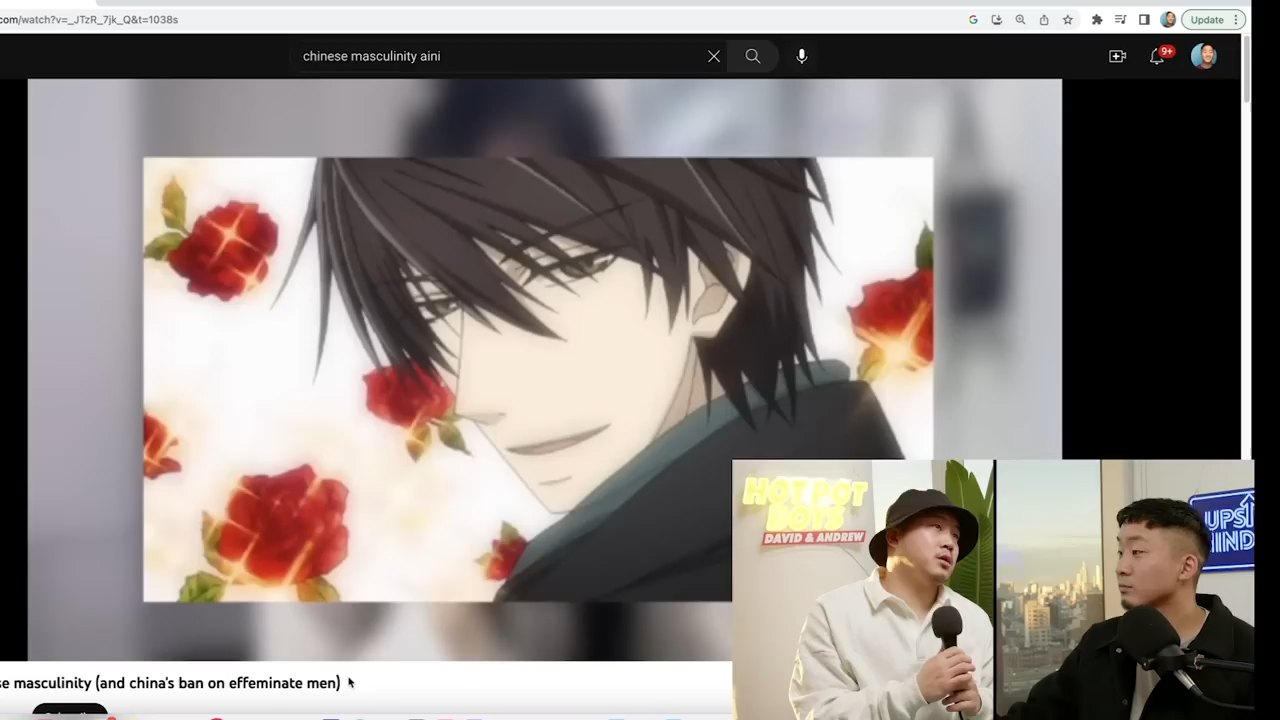 com/watch?v=_JTzR_7jk_Q&t=1038s
Update
chinese masculinity aini
9+
HOT POT
BOYS
DAVID & ANDREW
UPSI
se masculinity (and china's ban on effeminate men)